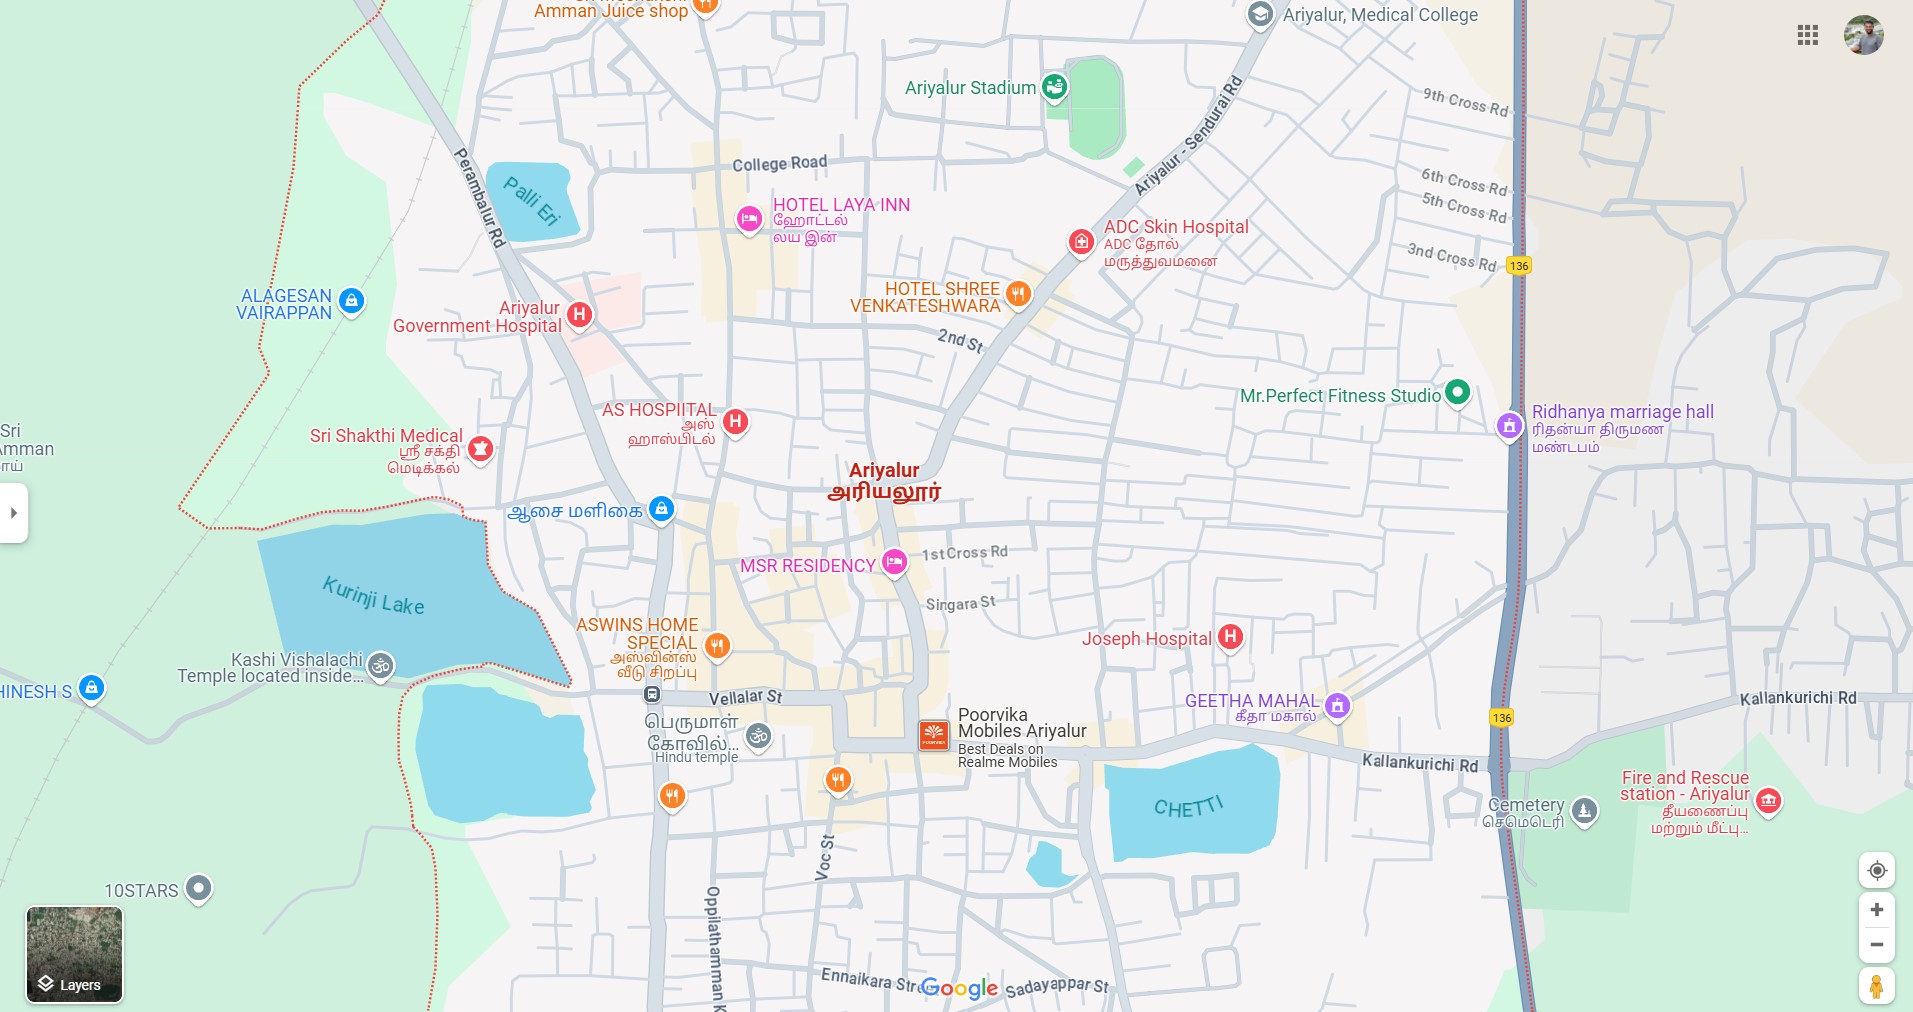 Amman Juice shop
Ariyalur, Medical College
Ariyalur Stadium
9th Cross Rd
Ariyalur - Sendurai Rd
College Road
Perambalur Rd
Palli Eri
6th Cross Rd
5th Cross Rd
HOTEL LAYA INN
ஹோட்டல்
லயா இன்
ADC Skin Hospital
ADC தோல்
மருத்துவமனை
3nd Cross Rd
136
HOTEL SHREE
VENKATESHWARA
ALAGESAN
VAIRAPPAN
Ariyalur
Government Hospital
2nd St
Mr.Perfect Fitness Studio
Ridhanya marriage hall
ரிதன்யா திருமண
மண்டபம்
AS HOSPIITAL
அஸ்
ஹாஸ்பிடல்
Sri Shakthi Medical
ஸ்ரீ சக்தி
மெடிக்கல்
Sri
Amman
Ariyalur
அரியலூர்
ஆசை மளிகை
MSR RESIDENCY
1st Cross Rd
Kurinji Lake
Singara St
ASWINS HOME
SPECIAL
அஸ்வின்ஸ்
வீடு சிறப்பு
Joseph Hospital
Kashi Vishalachi
Temple located inside...
HINESH S
Vellalar St
GEETHA MAHAL
கீதா மகால்
Kallankurichi Rd
136
பெருமாள்
கோவில்...
Hindu temple
Poorvika
Mobiles Ariyalur
Best Deals on
Realme Mobiles
Kallankurichi Rd
Fire and Rescue
station - Ariyalur
தீயணைப்பு
மற்றும் மீட்பு...
CHETTI
Cemetery
செமெடெரி
Voc St
10STARS
Oppilathamman K
Layers
Ennaikara Stre
Google
Sadayappar St